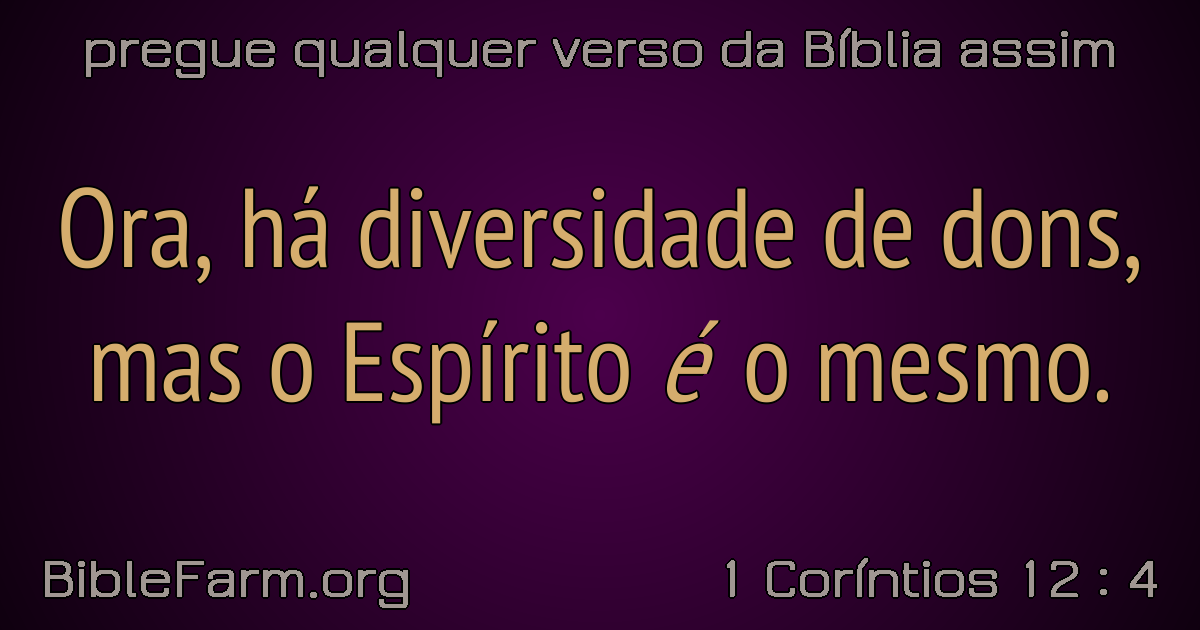 pregue qualquer verso da Bíblia assim
Ora, há diversidade de dons,
mas o Espírito é o mesmo.
BibleFarm.org
1 Coríntios 12 : 4